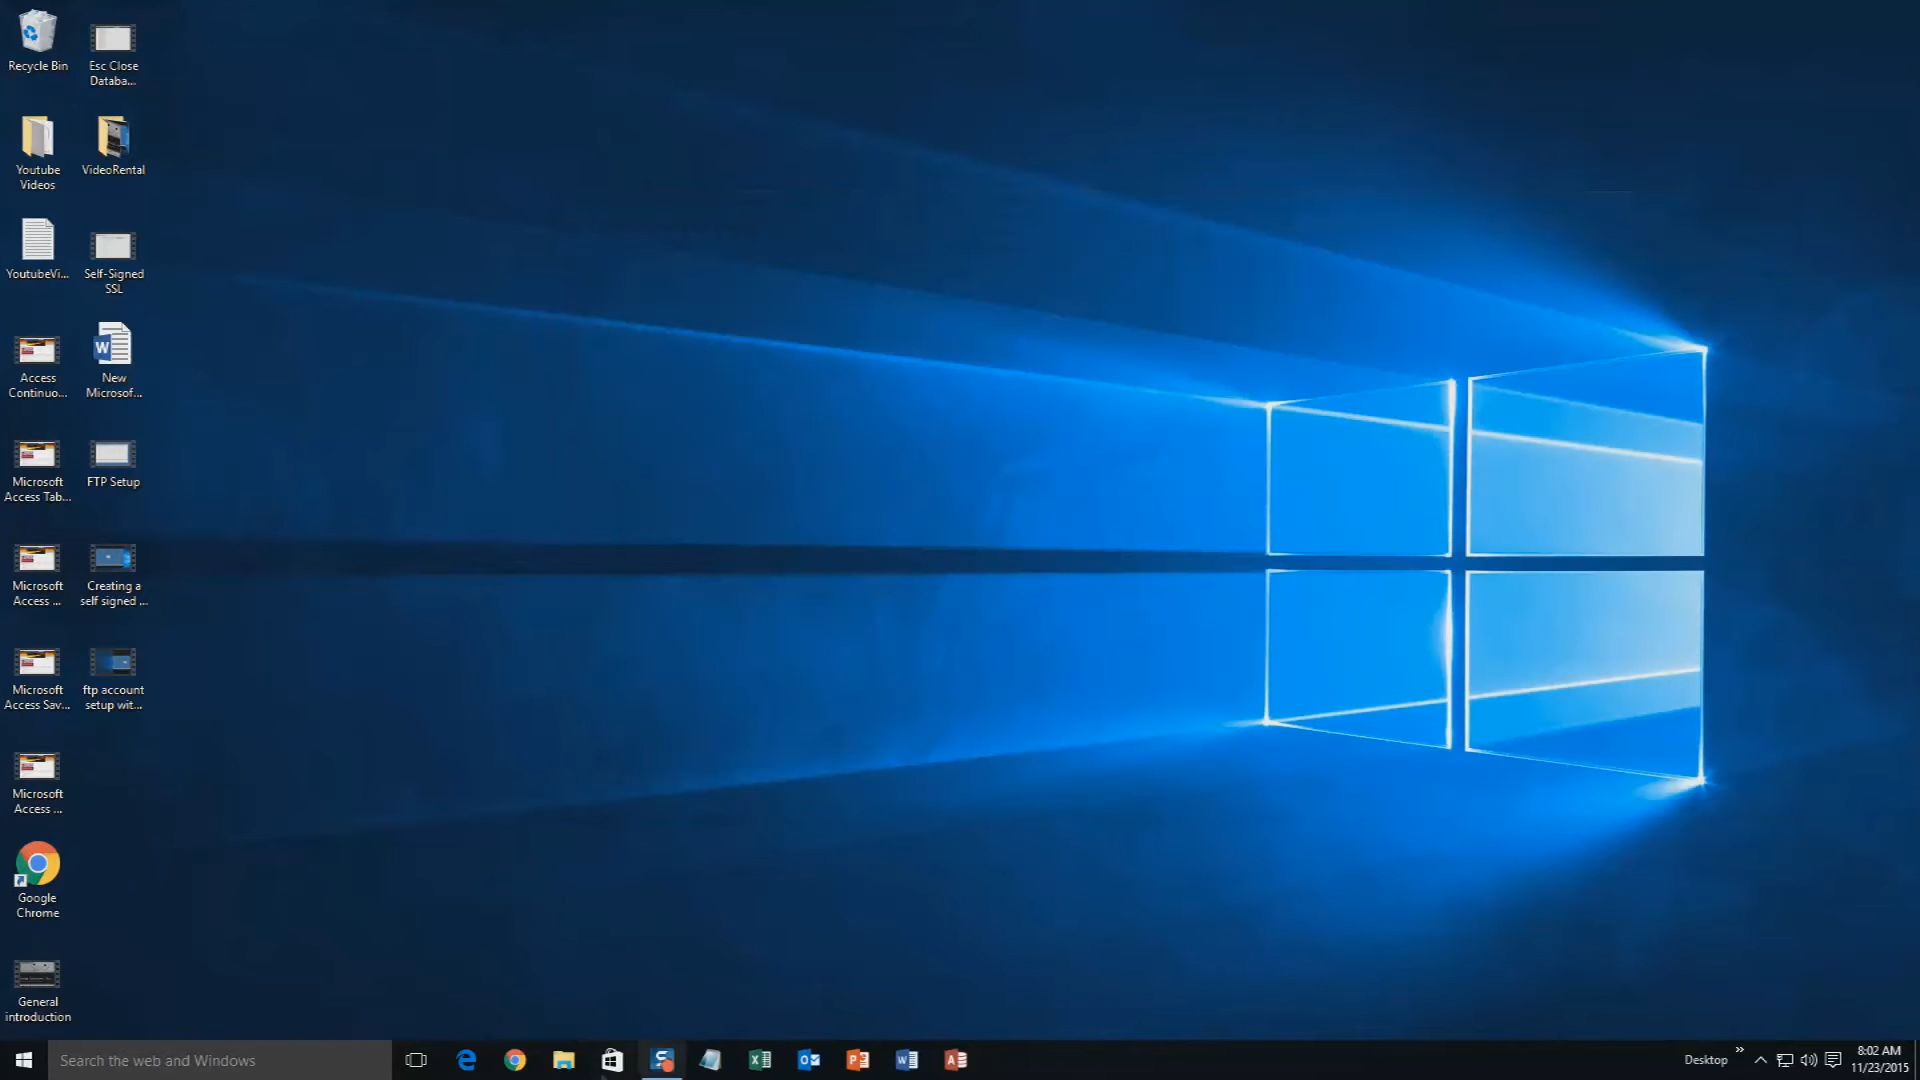 Recycle Bin
Esc Close
Databa...
Youtube
Videos
VideoRental
YoutubeVi...
Self-Signed
SSL
Access
Continuo...
New
Microsof...
Microsoft
Access Tab...
FTP Setup
Microsoft
Access ...
Creating a
self signed ...
Microsoft
Access Sav...
ftp account
setup wit...
Microsoft
Access ...
Google
Chrome
General
introduction
Search the web and Windows
Desktop
8:02 AM
11/23/2015